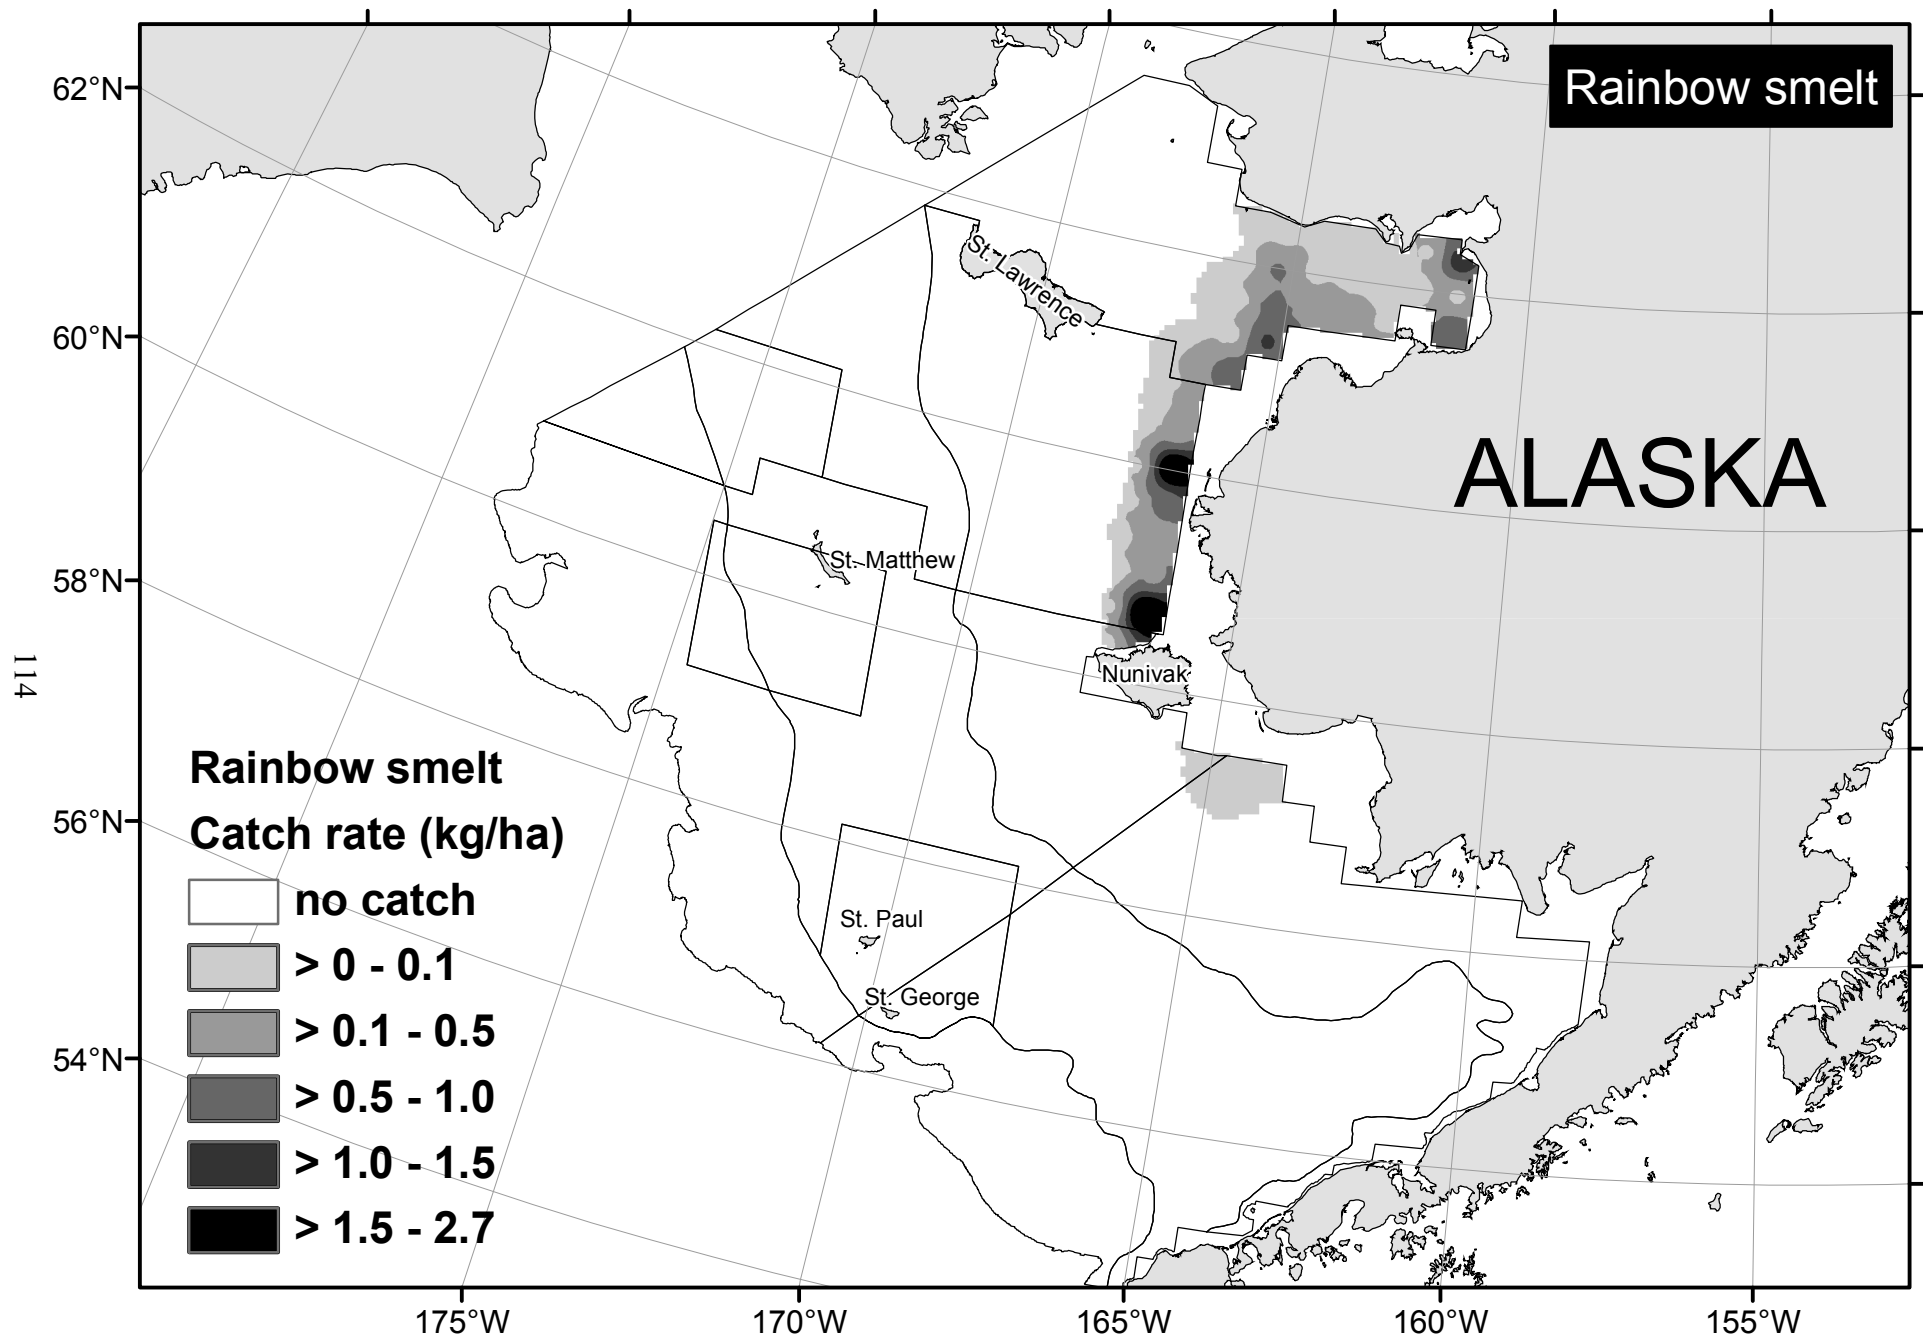 Rainbow smelt
62°N
60°N
58°N
56°N
54°N
St. Lawrence
ALASKA
St. Matthew
Nunivak
114
St. Paul
St. George
Rainbow smelt
Catch rate (kg/ha)
no catch
> 0 - 0.1
> 0.1 - 0.5
> 0.5 - 1.0
> 1.0 - 1.5
> 1.5 - 2.7
175°W
170°W
165°W
160°W
155°W